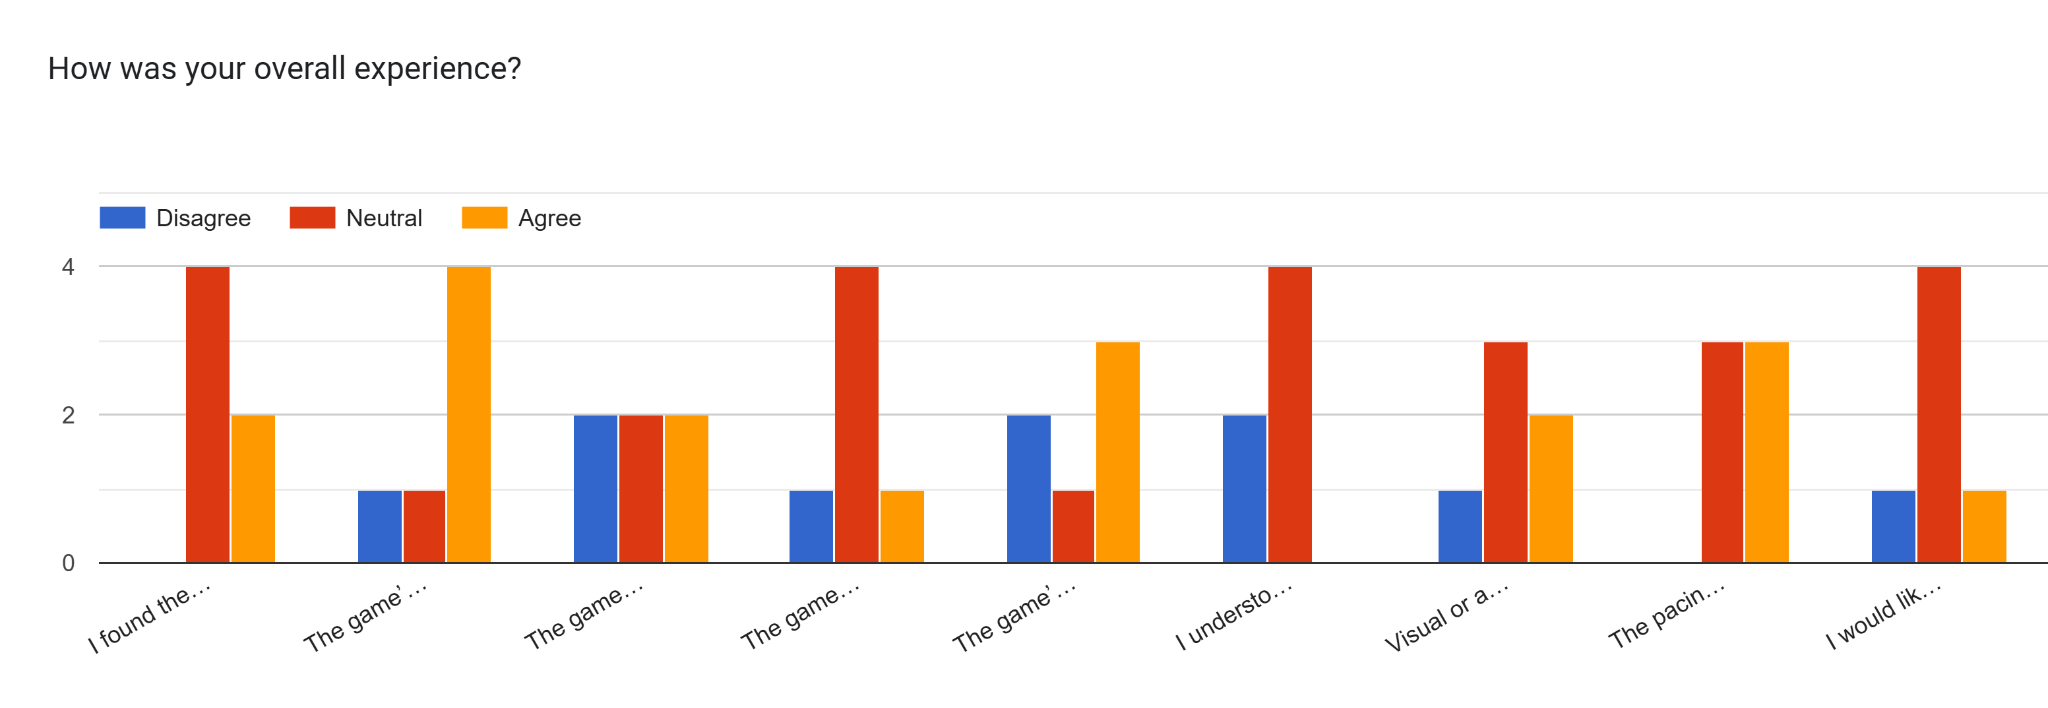 How was your overall experience?
Disagree Neutral Agree
4
2
0
I found the…
The game’…
The game…
The game…
The game’…
I understo…
Visual or a…
The pacin…
I would lik…